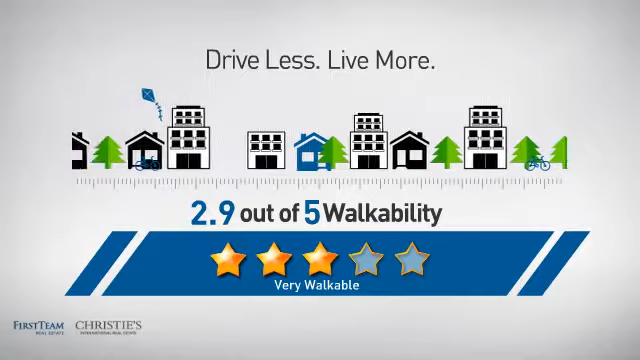 Drive Less. Live More.
2.9 out of 5 Walkability
Very Walkable
FIRSTTEAM
REAL ESTATE
CHRISTIE'S
INTERNATIONAL REAL ESTATE